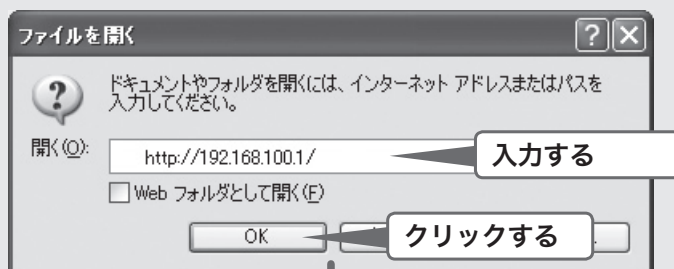 ファイルを開く
ドキュメントやフォルダを開くには、インターネット アドレスまたはパスを
入力してください。
開く(O):
http://192.168.100.1/
入力する
Web フォルダとして開く(F)
OK
クリックする